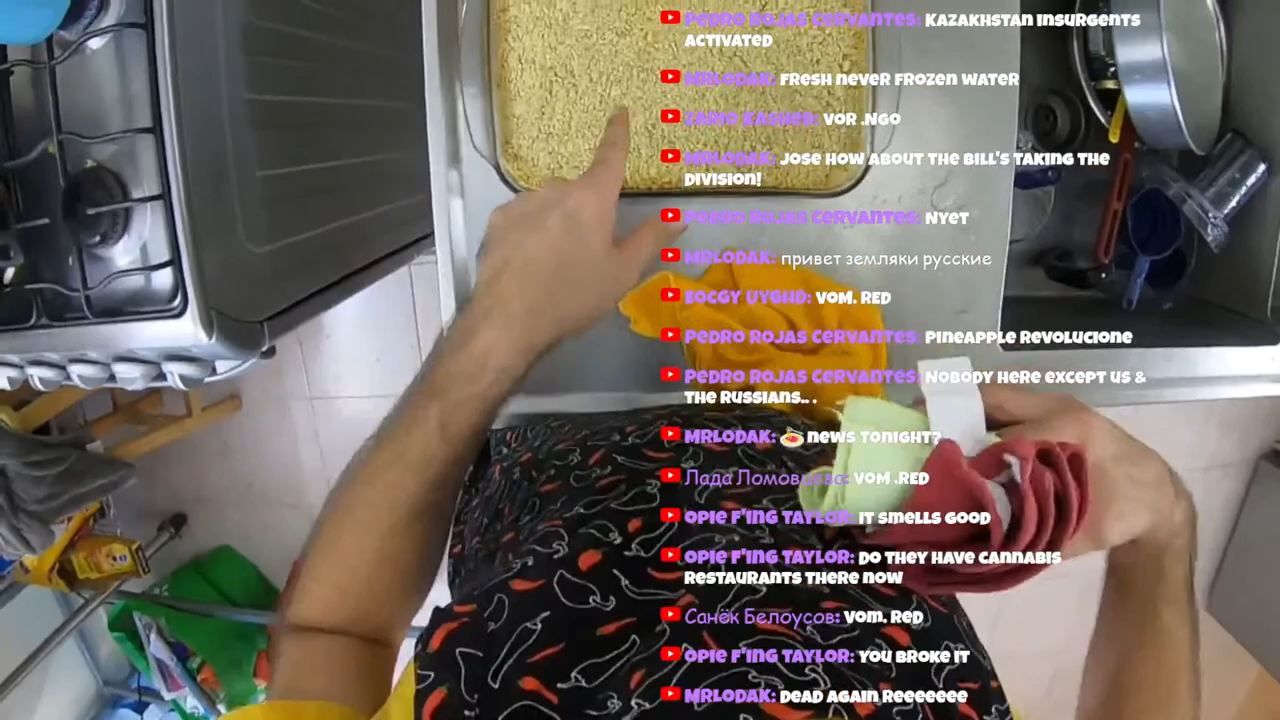 Pedro Rojas Cervantes: Kazakhstan insurgents
activated
MrLodak: Fresh never frozen water
Zario Kasheb: vor .ngo
MrLodak: Jose how about the Bill's taking the
division!
Pedro Rojas Cervantes: Nyet
MrLodak: привет земляки русские
Eocgy Uyghd: vom. red
Pedro Rojas Cervantes: Pineapple Revolucione
Pedro Rojas Cervantes: Nobody here except us &
the Russians.. .
MrLodak: 🍝 news tonight?
Лада Ломовцева: vom .red
Opie F'ing Taylor: It smells good
Opie F'ing Taylor: Do they have cannabis
restaurants there now
Санёк Белоусов: vom. red
Opie F'ing Taylor: You broke it
MrLodak: Dead again Reeeeeee